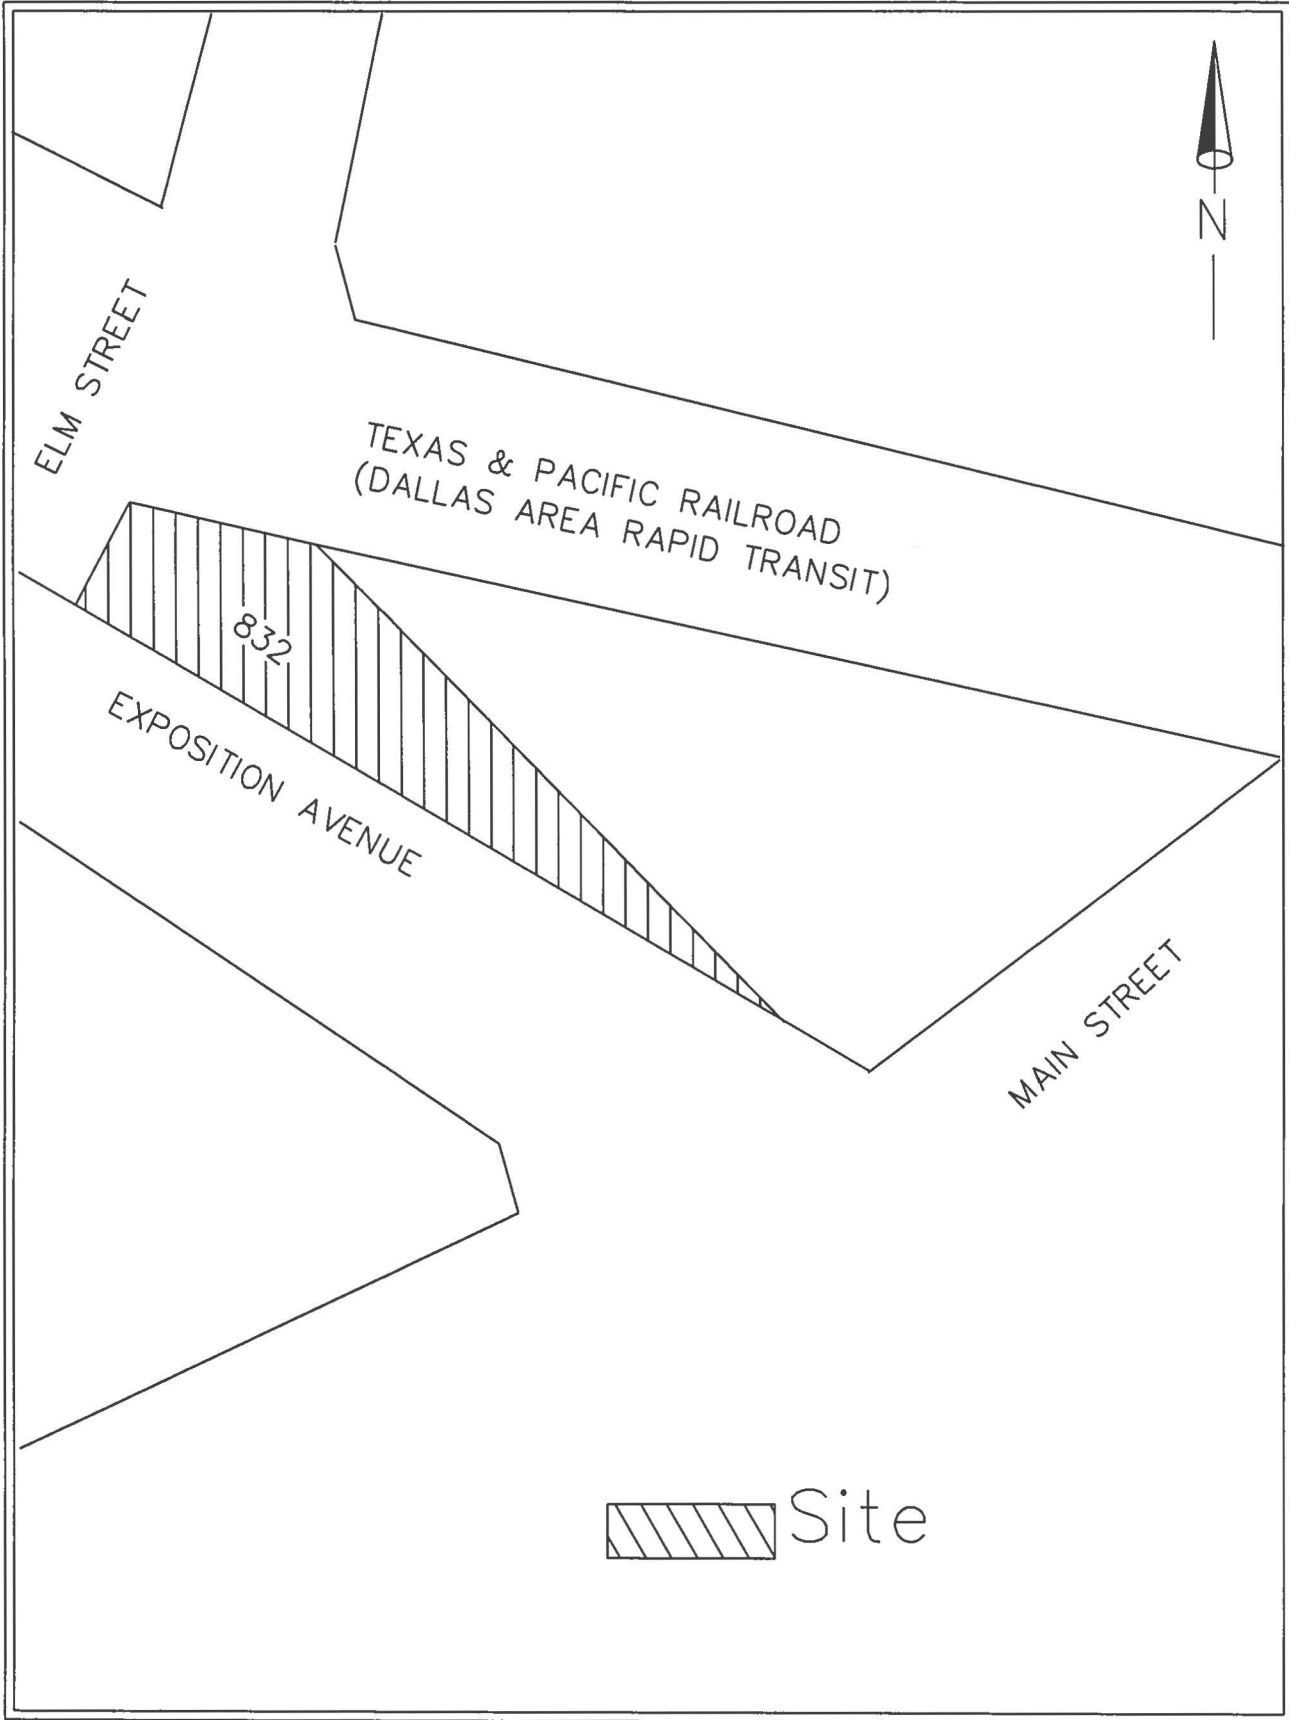 N
ELM STREET
TEXAS & PACIFIC RAILROAD
(DALLAS AREA RAPID TRANSIT)
832
EXPOSITION AVENUE
MAIN STREET
Site